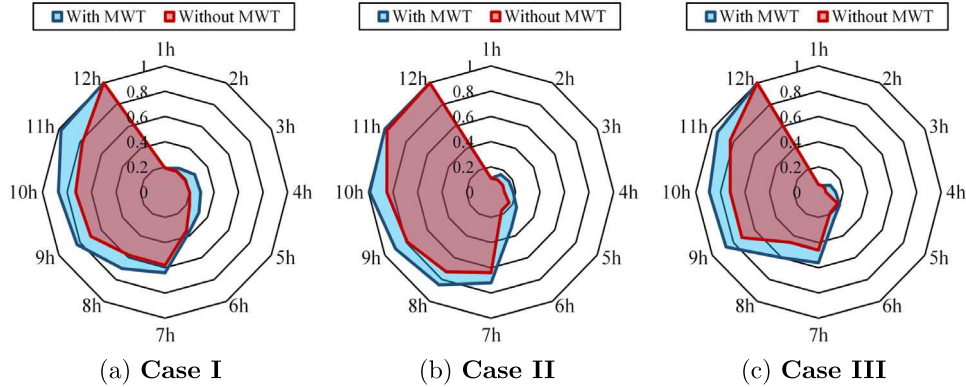 With MWT Without MWT
1h
2h
3h
4h
5h
6h
7h
8h
9h
10h
11h
12h
1
0.8
0.6
0.4
0.2
0
(a) Case I
With MWT Without MWT
1h
2h
3h
4h
5h
6h
7h
8h
9h
10h
11h
12h
1
0.8
0.6
0.4
0.2
0
(b) Case II
With MWT Without MWT
1h
2h
3h
4h
5h
6h
7h
8h
9h
10h
11h
12h
1
0.8
0.6
0.4
0.2
0
(c) Case III